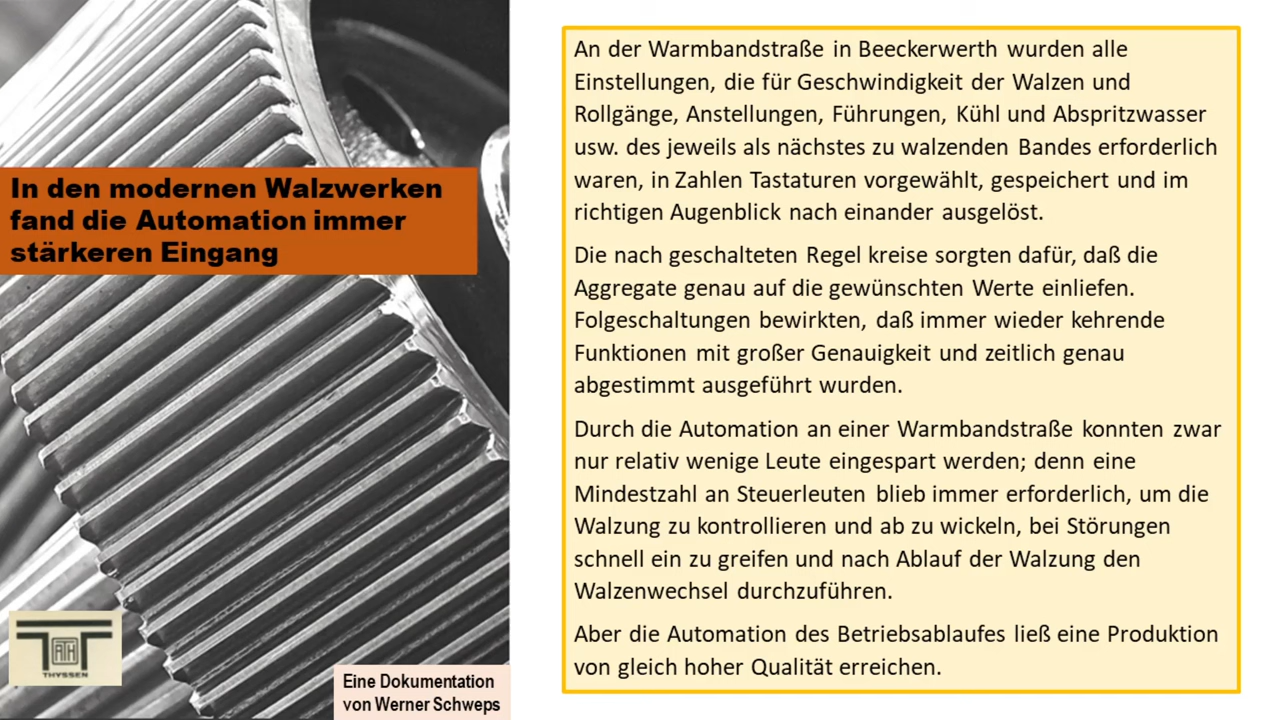 In den modernen Walzwerken
fand die Automation immer
stärkeren Eingang
ATH
THYSSEN
Eine Dokumentation
von Werner Schweps
An der Warmbandstraße in Beeckerwerth wurden alle
Einstellungen, die für Geschwindigkeit der Walzen und
Rollgänge, Anstellungen, Führungen, Kühl und Abspritzwasser
usw. des jeweils als nächstes zu walzenden Bandes erforderlich
waren, in Zahlen Tastaturen vorgewählt, gespeichert und im
richtigen Augenblick nach einander ausgelöst.
Die nach geschalteten Regel kreise sorgten dafür, daß die
Aggregate genau auf die gewünschten Werte einliefen.
Folgeschaltungen bewirkten, daß immer wieder kehrende
Funktionen mit großer Genauigkeit und zeitlich genau
abgestimmt ausgeführt wurden.
Durch die Automation an einer Warmbandstraße konnten zwar
nur relativ wenige Leute eingespart werden; denn eine
Mindestzahl an Steuerleuten blieb immer erforderlich, um die
Walzung zu kontrollieren und ab zu wickeln, bei Störungen
schnell ein zu greifen und nach Ablauf der Walzung den
Walzenwechsel durchzuführen.
Aber die Automation des Betriebsablaufes ließ eine Produktion
von gleich hoher Qualität erreichen.